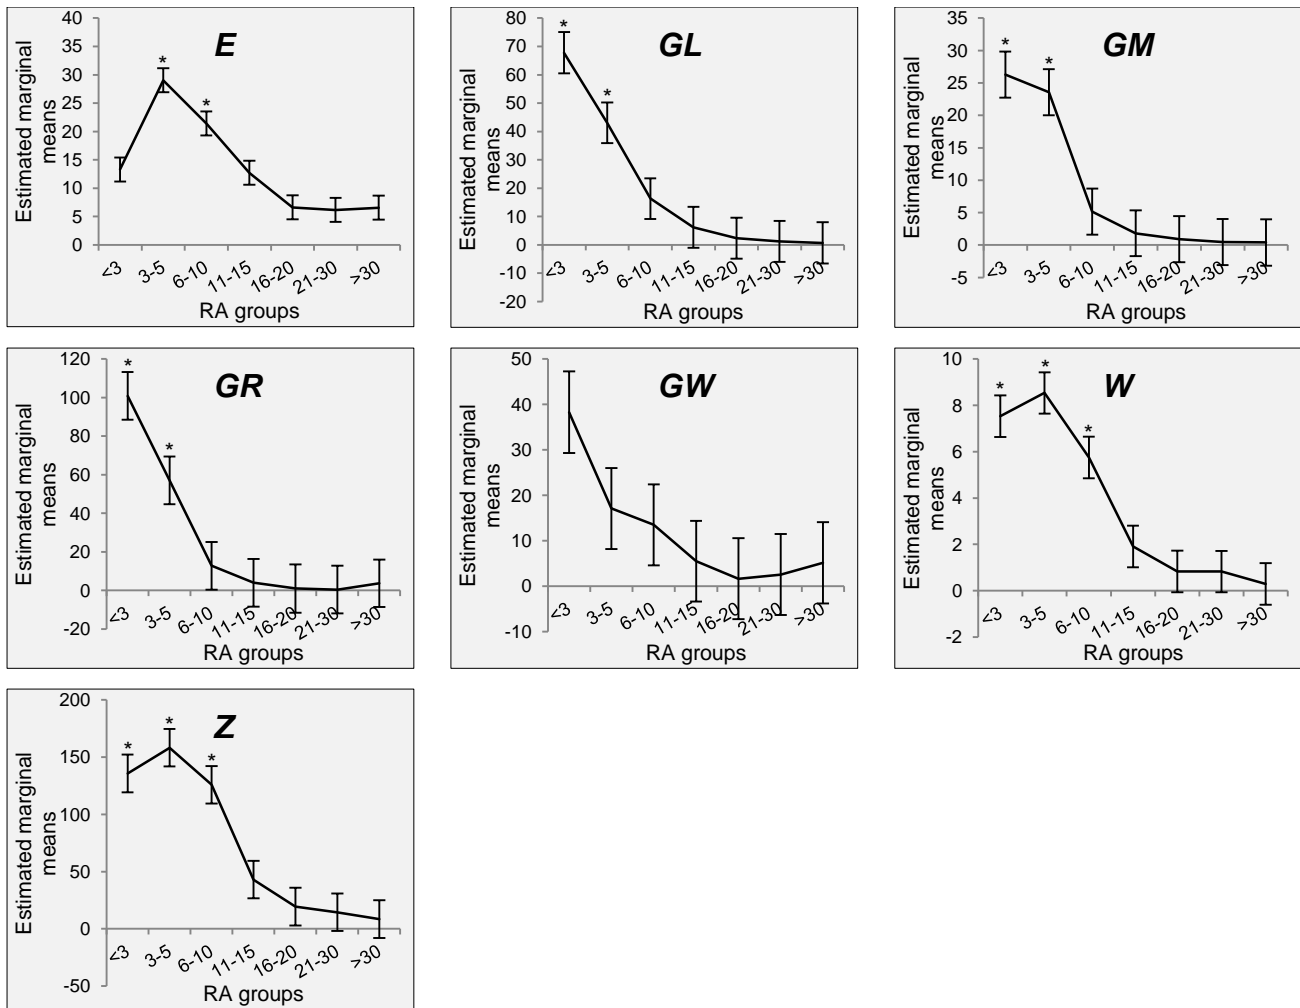 E
Estimated marginal
means
40
35
30
25
20
15
10
5
0
* *
<3 3-5 6-10 11-15 16-20 21-30 >30
RA groups
GL
Estimated marginal
means
80
70
60
50
40
30
20
10
0
-10
-20
* *
<3 3-5 6-10 11-15 16-20 21-30 >30
RA groups
GM
Estimated marginal
means
35
30
25
20
15
10
5
0
-5
* *
<3 3-5 6-10 11-15 16-20 21-30 >30
RA groups
GR
Estimated marginal
means
120
100
80
60
40
20
0
-20
* *
<3 3-5 6-10 11-15 16-20 21-30 >30
RA groups
GW
Estimated marginal
means
50
40
30
20
10
0
-10
<3 3-5 6-10 11-15 16-20 21-30 >30
RA groups
W
Estimated marginal
means
10
8
6
4
2
0
-2
* * *
<3 3-5 6-10 11-15 16-20 21-30 >30
RA groups
Z
Estimated marginal
means
200
150
100
50
0
-50
* * *
<3 3-5 6-10 11-15 16-20 21-30 >30
RA groups